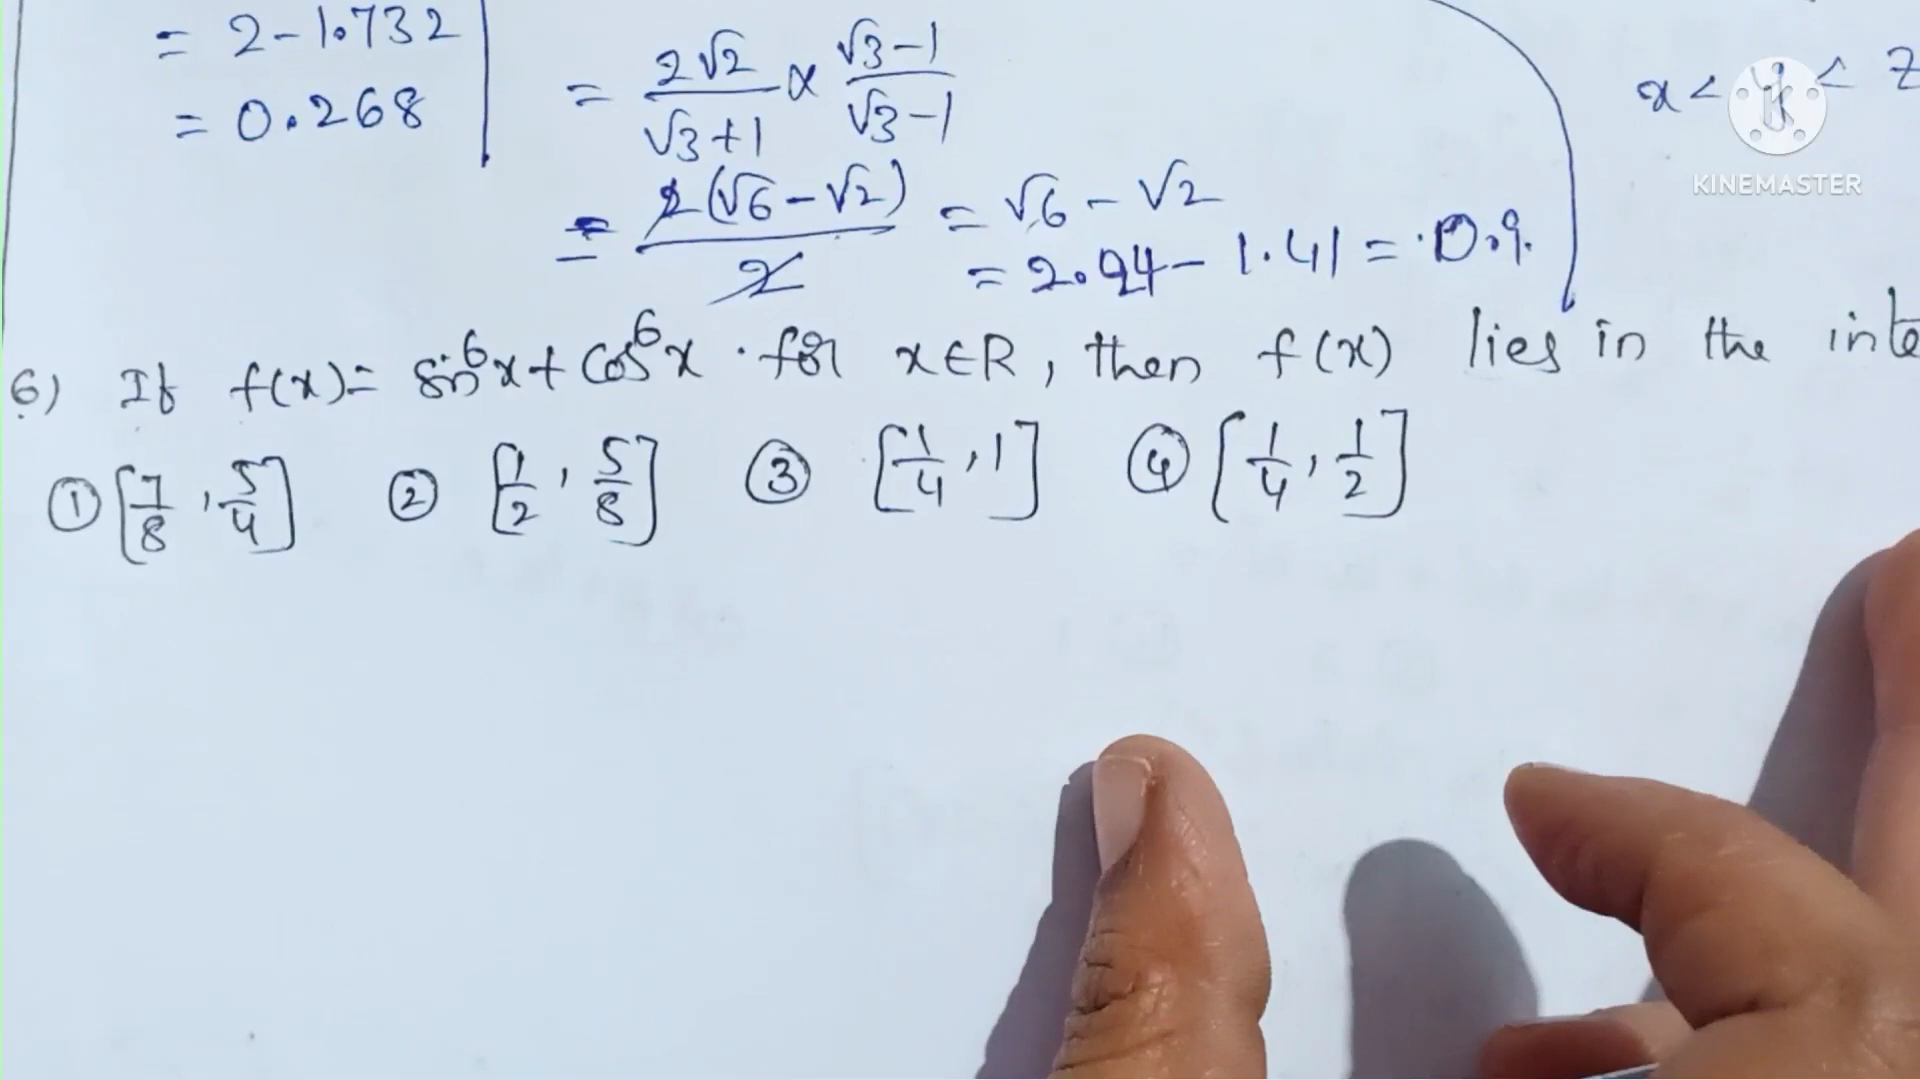 = 2-1.732
= 0.268
= 2√2/√3+1 × √3-1/√3-1
= 2(√6-√2)/2 = √6-√2
= 2.44-1.41 = 0.9.
x < y < z
KINEMASTER
6) If f(x)= sin⁶x+cos⁶x for x∈R, then f(x) lies in the inte
① [7/8, 5/4] ② [1/2, 5/8] ③ [1/4, 1] ④ [1/4, 1/2]